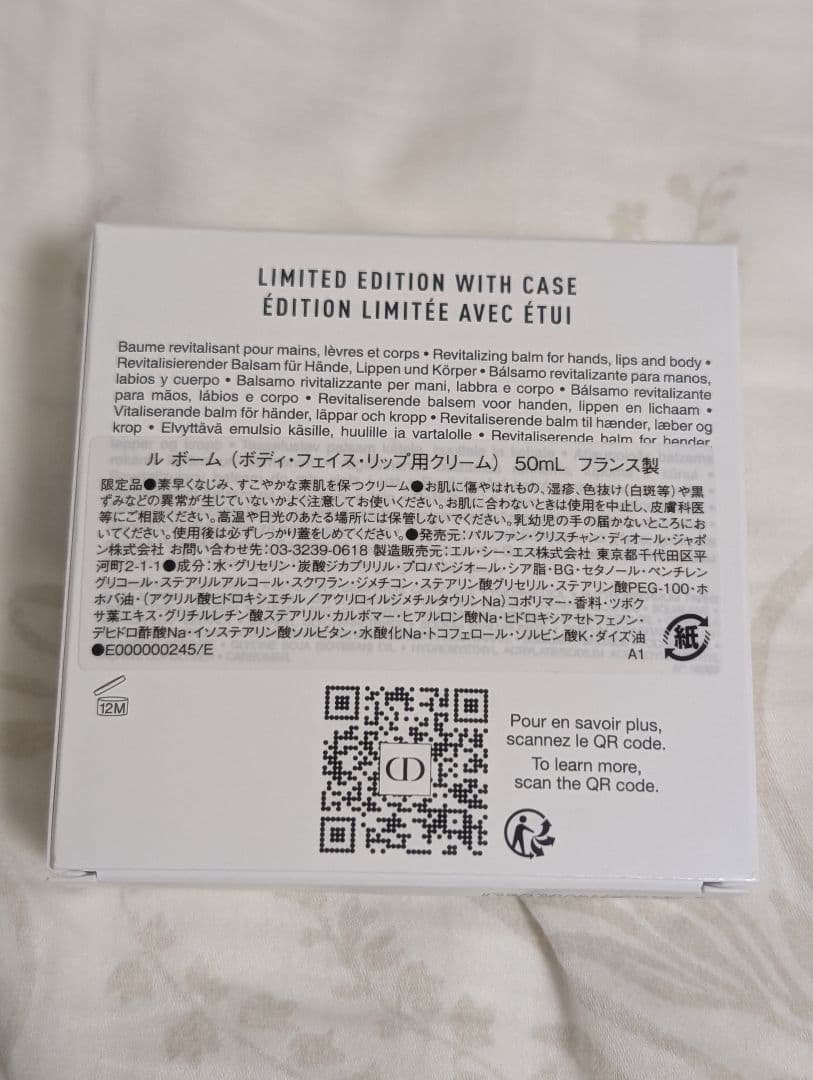 LIMITED EDITION WITH CASE
ÉDITION LIMITÉE AVEC ÉTUI
Baume revitalisant pour mains, lèvres et corps • Revitalizing balm for hands, lips and body •
Revitalisierender Balsam für Hände, Lippen und Körper • Bálsamo revitalizante para manos,
labios y cuerpo • Balsamo rivitalizzante per mani, labbra e corpo • Bálsamo revitalizante
para mãos, lábios e corpo • Revitaliserende balsem voor handen, lippen en lichaam •
Vitaliserande balm för händer, läppar och kropp • Revitaliserende balm til hænder, læber og
krop • Elvyttävä emulsio käsille, huulille ja vartalolle • Revitaliserende balm for hender,
ル ボーム（ボディ・フェイス・リップ用クリーム） 50mL フランス製
限定品●素早くなじみ、すこやかな素肌を保つクリーム●お肌に傷やはれもの、湿疹、色抜け(白斑等)や黒
ずみなどの異常が生じていないかよく注意してお使いください。お肌に合わないときは使用を中止し、皮膚科医
等にご相談ください。高温や日光のあたる場所には保管しないでください。乳幼児の手の届かないところにお
いてください。使用後は必ずしっかり蓋をしめてください。●発売元:パルファン・クリスチャン・ディオール・ジャポ
ン株式会社 お問い合わせ先:03-3239-0618 製造販売元:エル・シー・エス株式会社 東京都千代田区平
河町2-1-1●成分:水・グリセリン・炭酸ジカプリリル・プロパンジオール・シア脂・BG・セタノール・ペンチレン
グリコール・ステアリルアルコール・スクワラン・ジメチコン・ステアリン酸グリセリル・ステアリン酸PEG-100・ホ
ホバ油・(アクリル酸ヒドロキシエチル/アクリロイルジメチルタウリンNa)コポリマー・香料・ツボク
サ葉エキス・グリチルレチン酸ステアリル・カルボマー・ヒアルロン酸Na・ヒドロキシアセトフェノン・
デヒドロ酢酸Na・イソステアリン酸ソルビタン・水酸化Na・トコフェロール・ソルビン酸K・ダイズ油
●E000000245/E
A1
紙
12M
CD
Pour en savoir plus,
scannez le QR code.
To learn more,
scan the QR code.